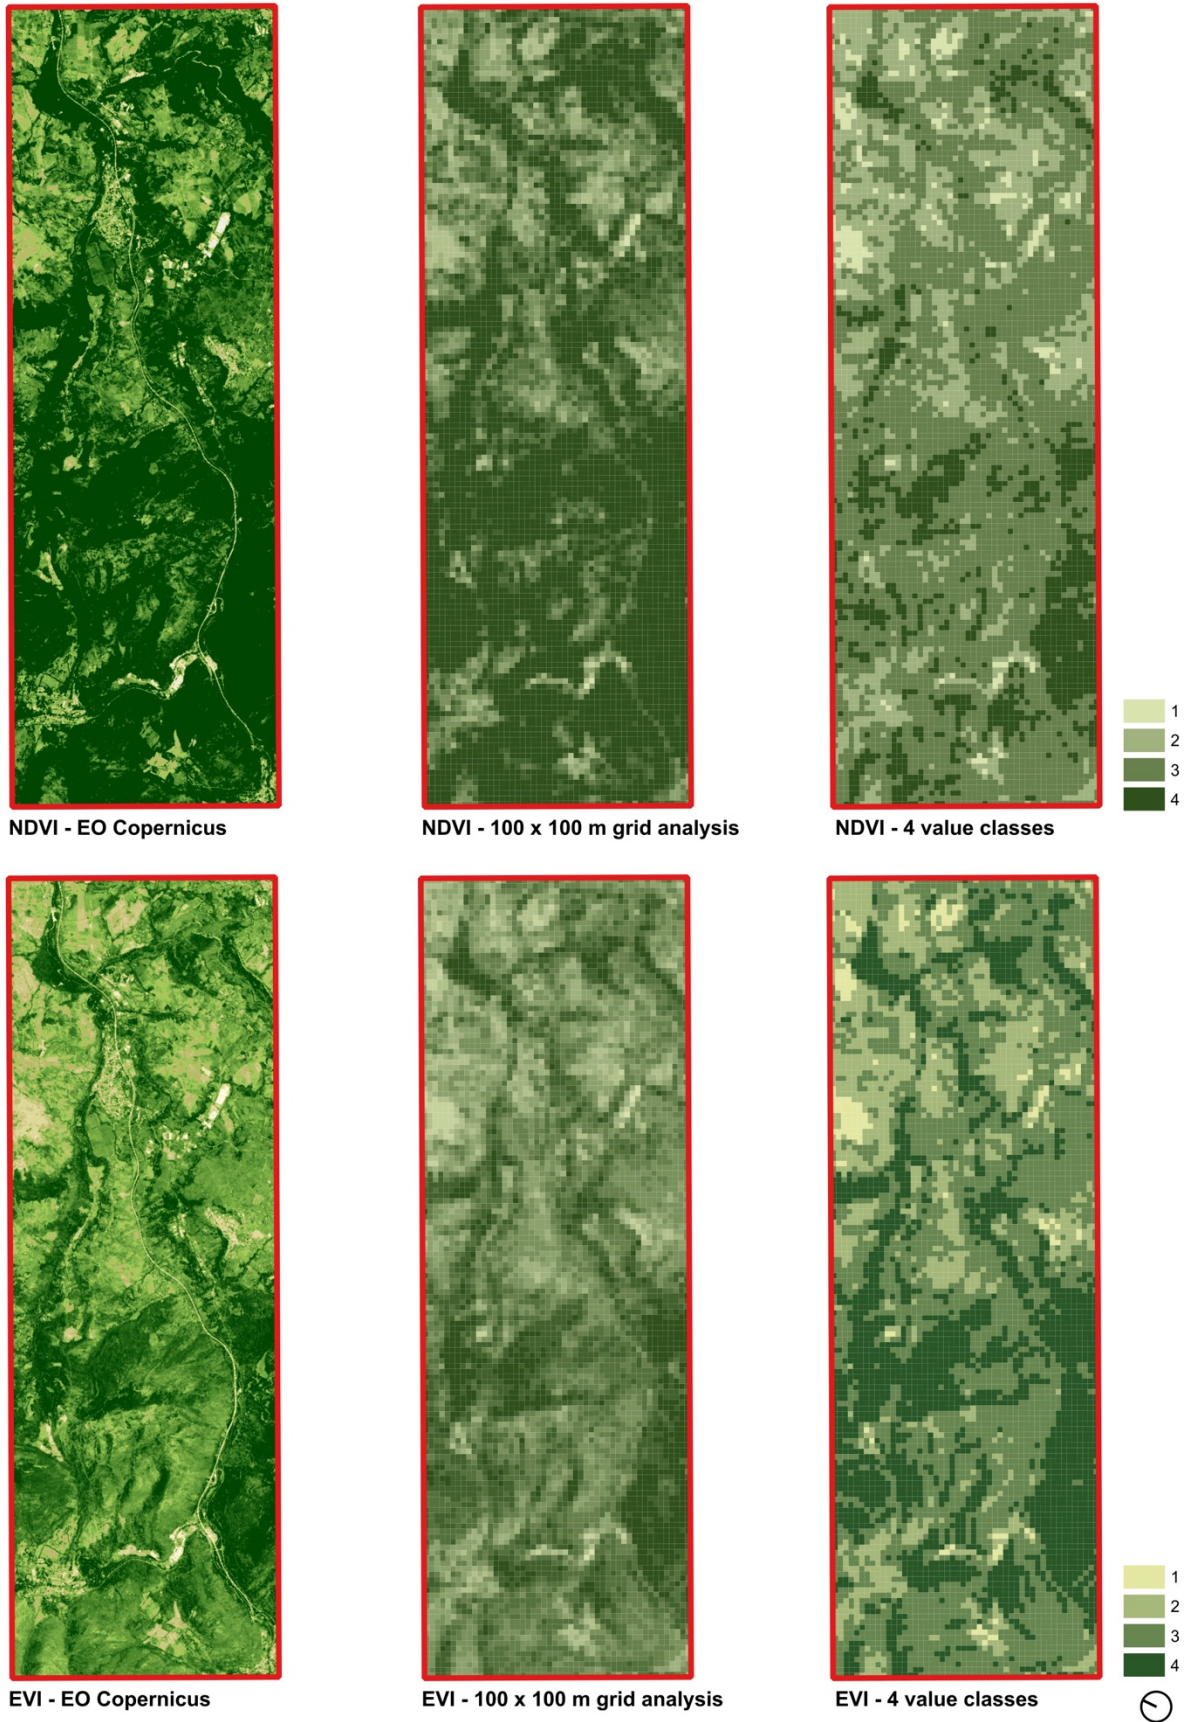 1
2
3
4
NDVI - EO Copernicus
NDVI - 100 x 100 m grid analysis
NDVI - 4 value classes
1
2
3
4
EVI - EO Copernicus
EVI - 100 x 100 m grid analysis
EVI - 4 value classes